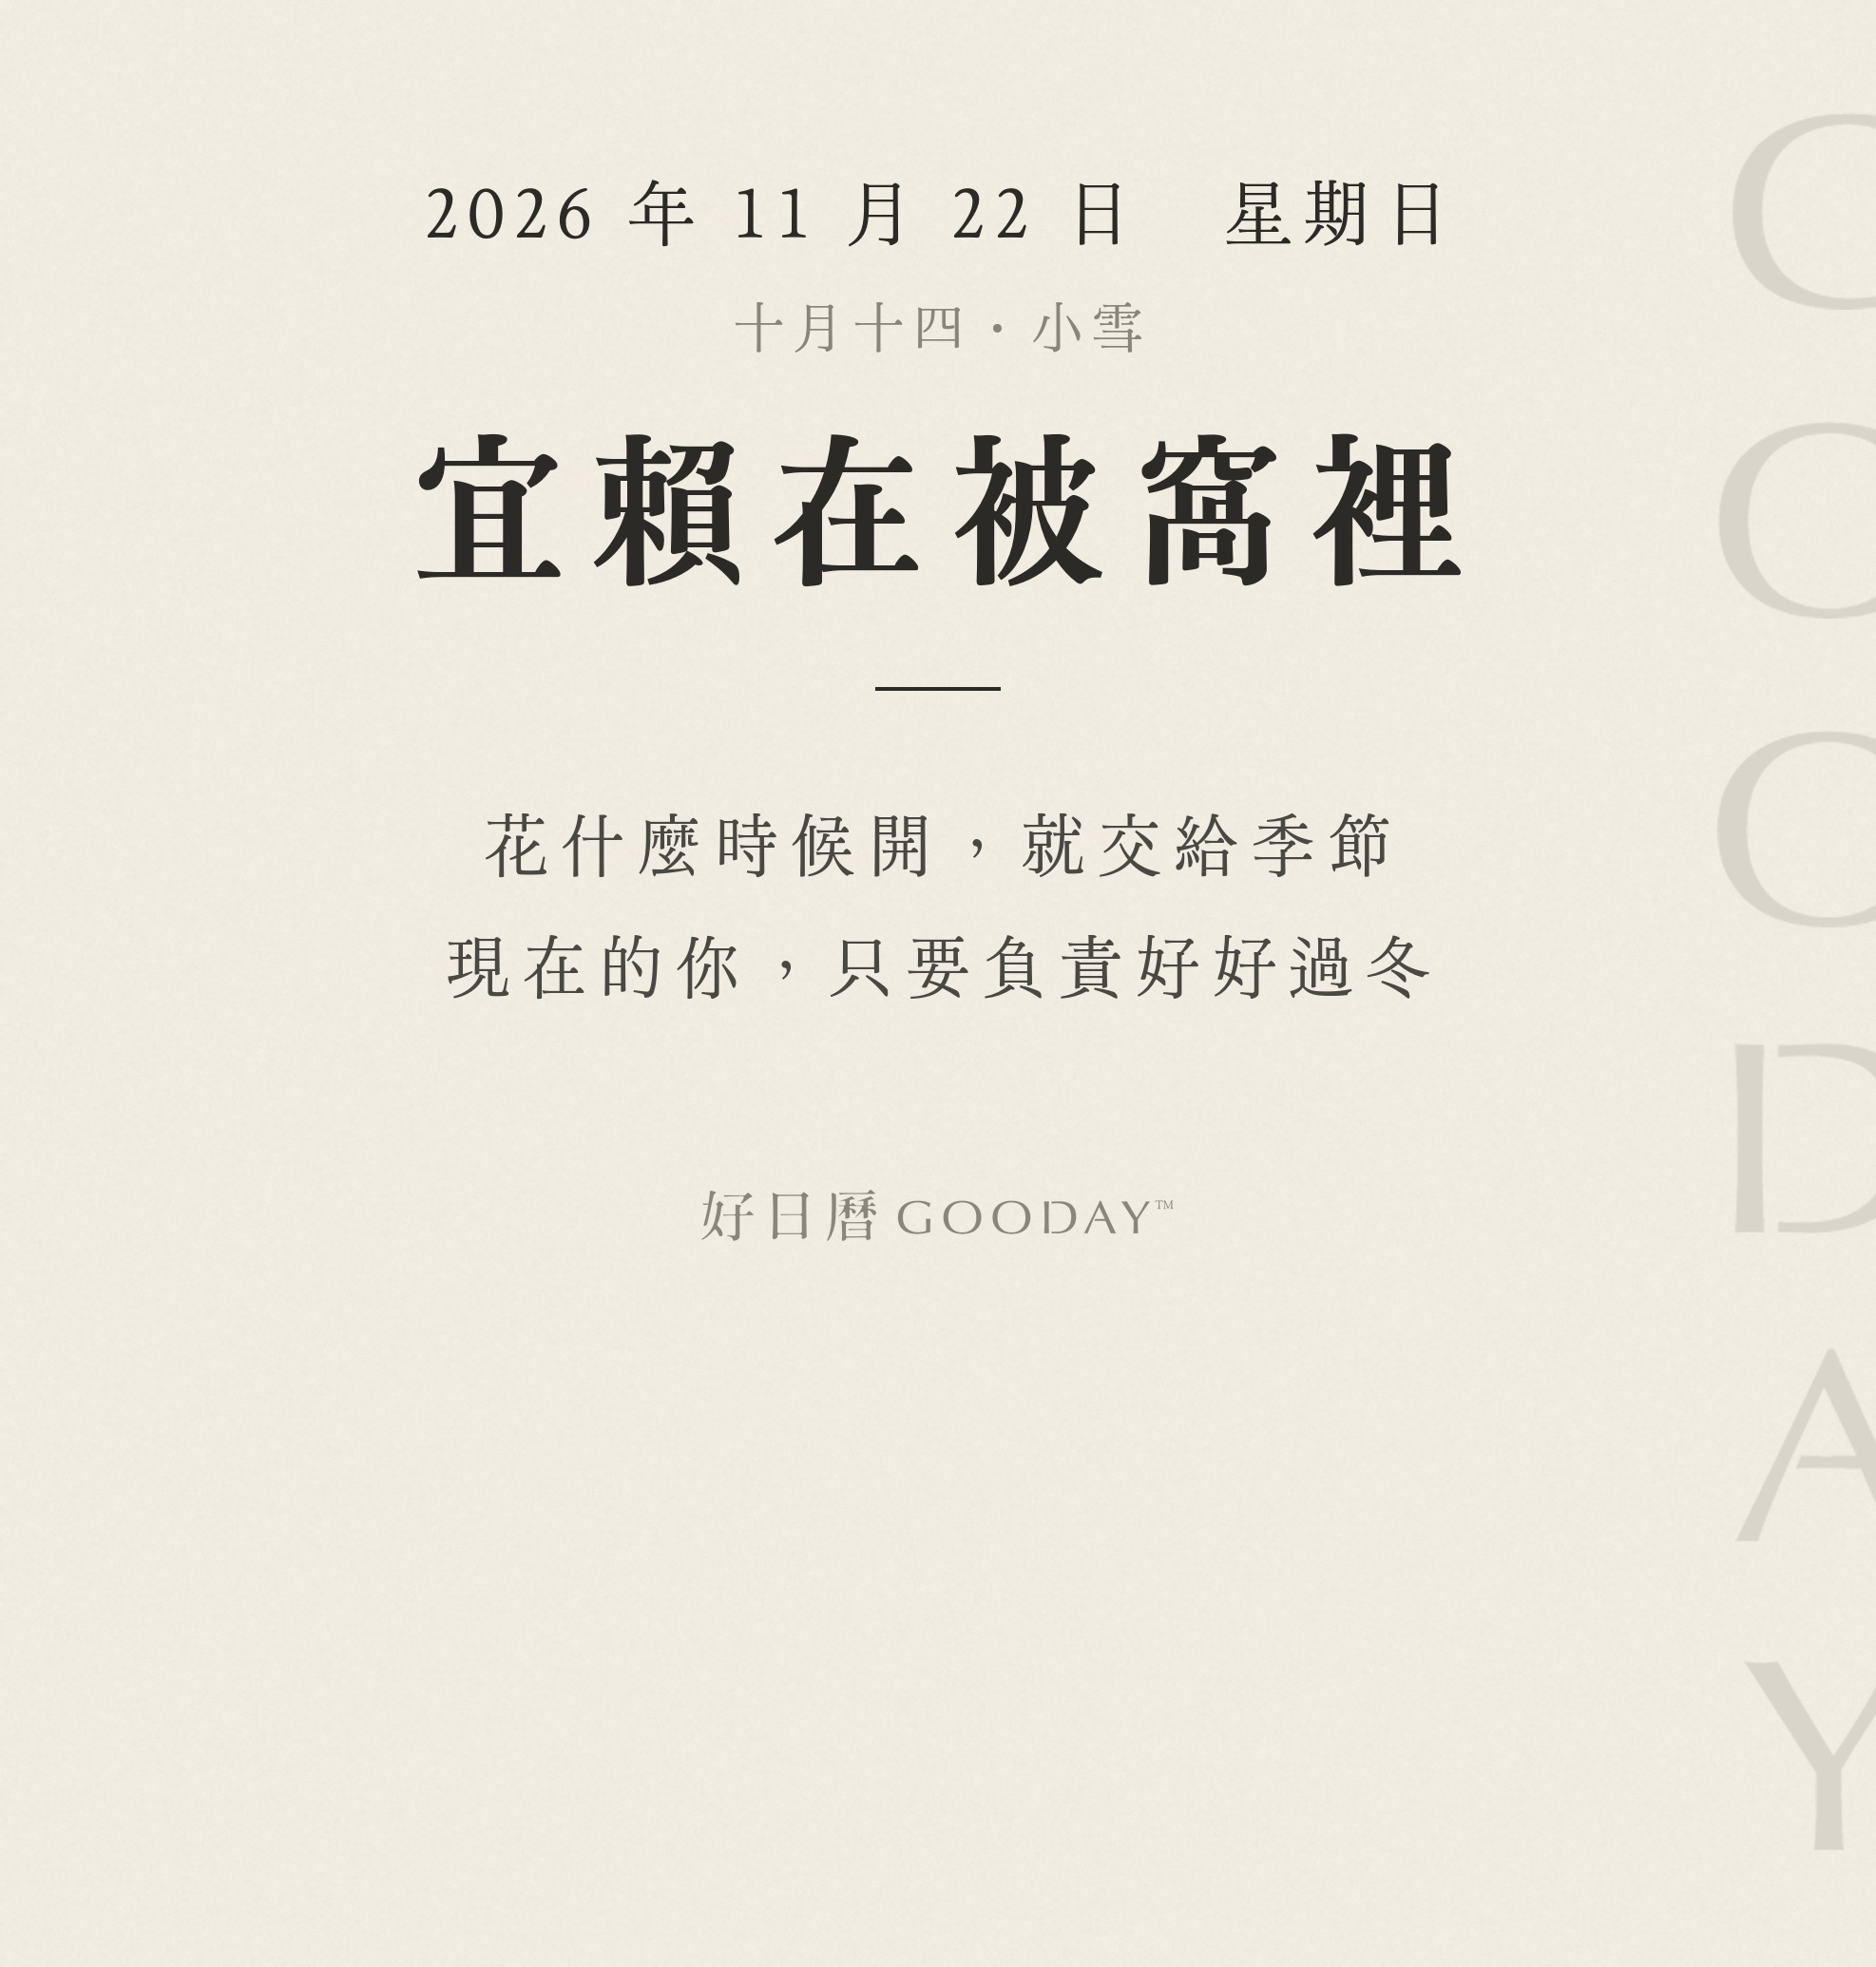 2026 年 11 月 22 日 星期日
十月十四・小雪
宜賴在被窩裡
花什麼時候開，就交給季節
現在的你，只要負責好好過冬
好日曆 GOODAY™
GOODAY